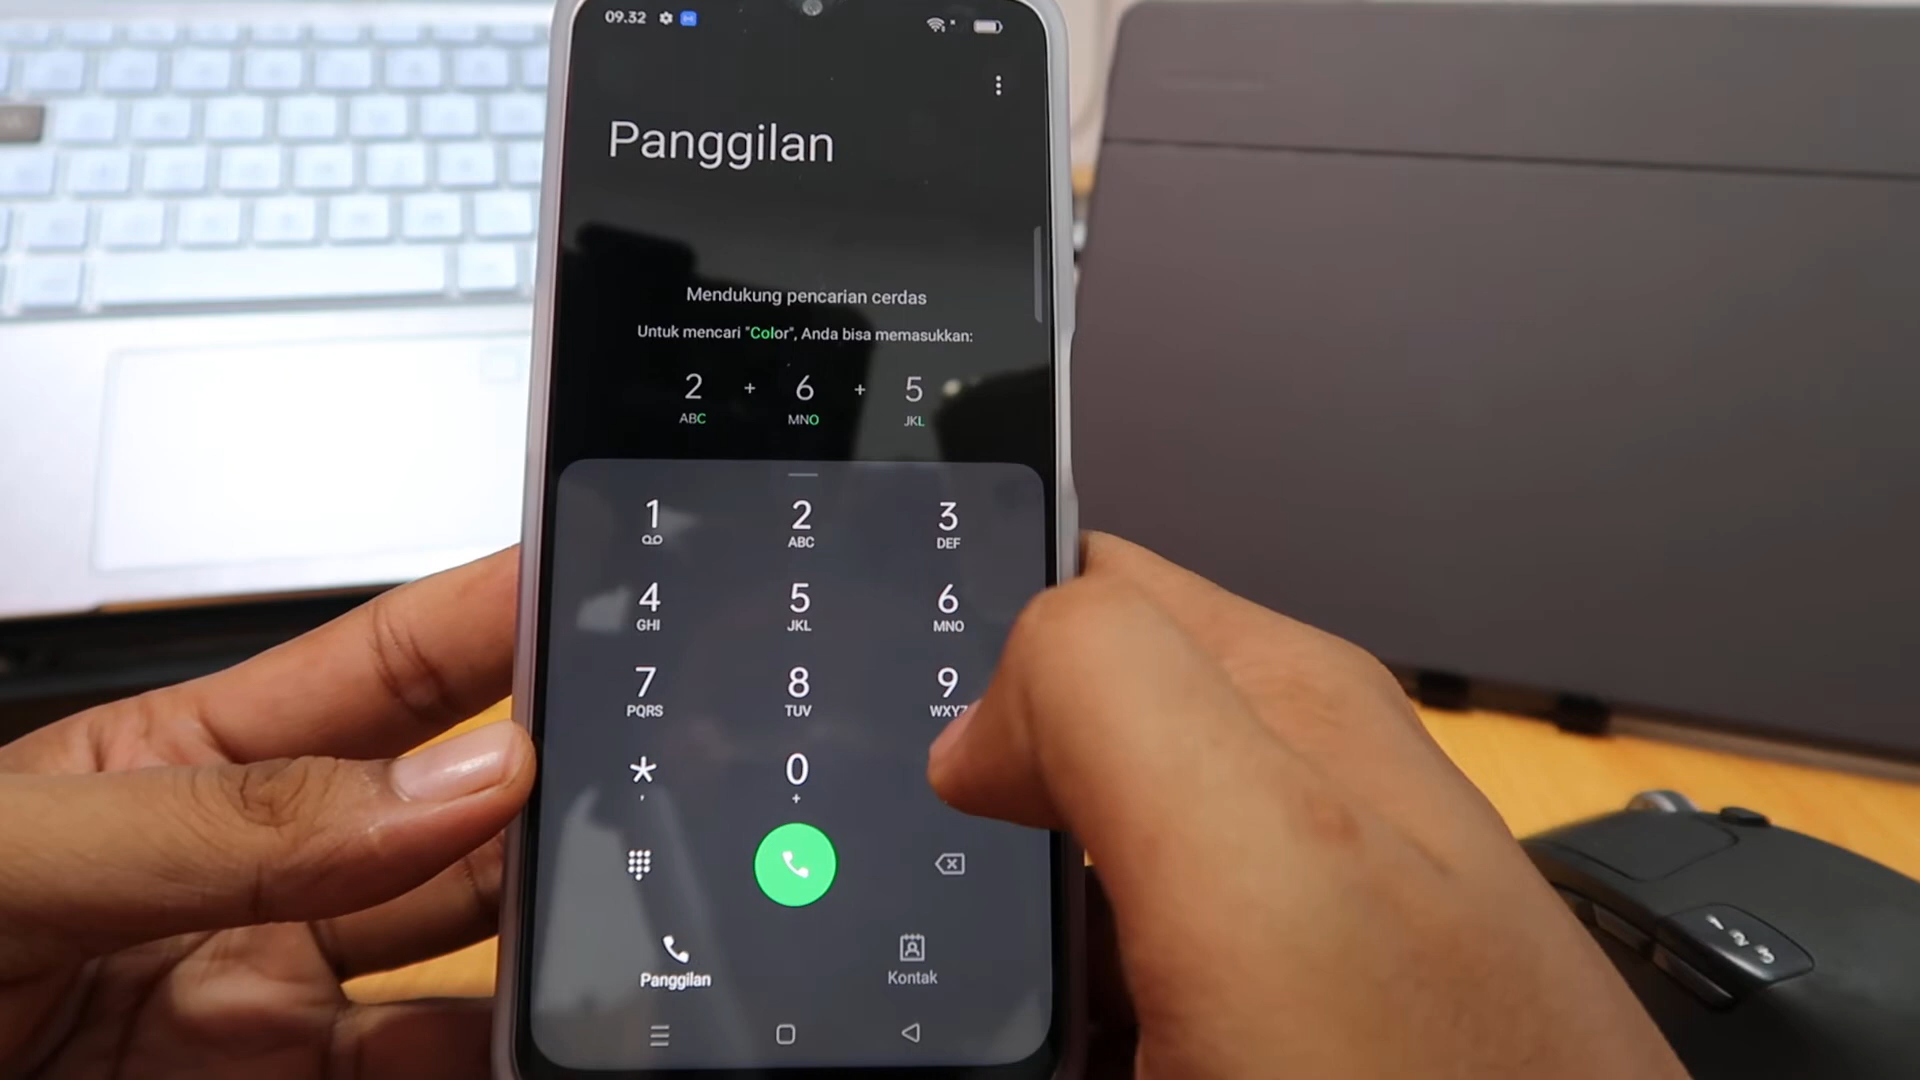 09.32
Panggilan
Mendukung pencarian cerdas
Untuk mencari "Color", Anda bisa memasukkan:
2 + 6 + 5
ABC MNO JKL
1 2 3
ABC DEF
4 5 6
GHI JKL MNO
7 8 9
PQRS TUV WXYZ
* 0
, +
Panggilan Kontak